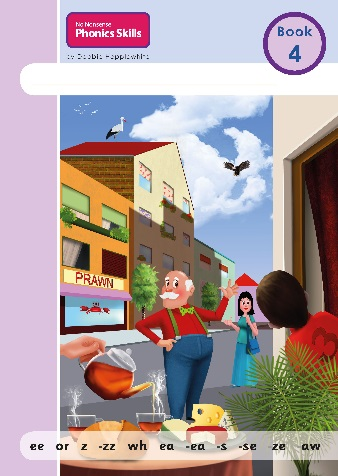 No Nonsense
Phonics Skills
by Debbie Hepplewhite
Book
4
PRAWN
ee or z -zz wh ea -ea -s -se ze aw